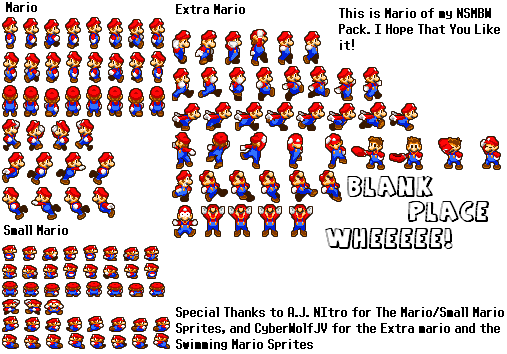 Mario
Extra Mario
This is Mario of my NSMBW
Pack. I Hope That You Like
it!
BLANK
PLACE
WHEEEEE!
Small Mario
Special Thanks to A.J. NItro for The Mario/Small Mario
Sprites, and CyberWolfJV for the Extra mario and the
Swimming Mario Sprites